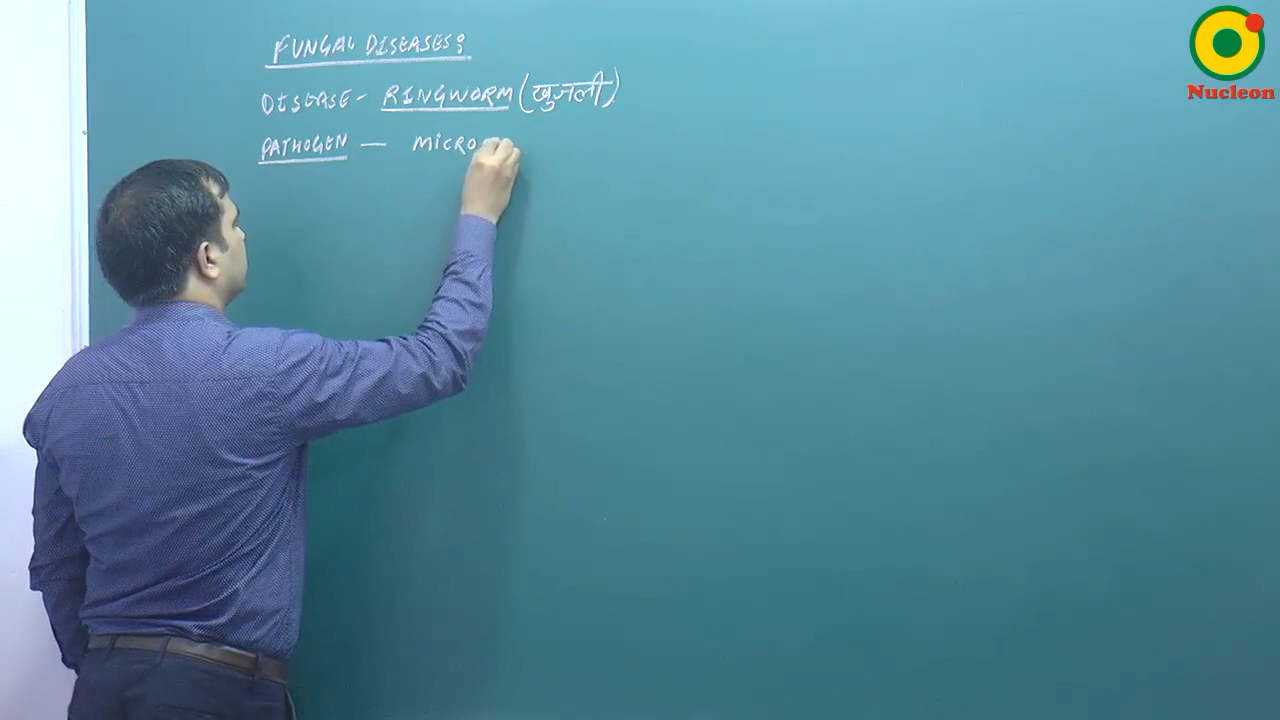 FUNGAL DISEASES:
DISEASE - RINGWORM (खुजली)
PATHOGEN — MICRO
Nucleon